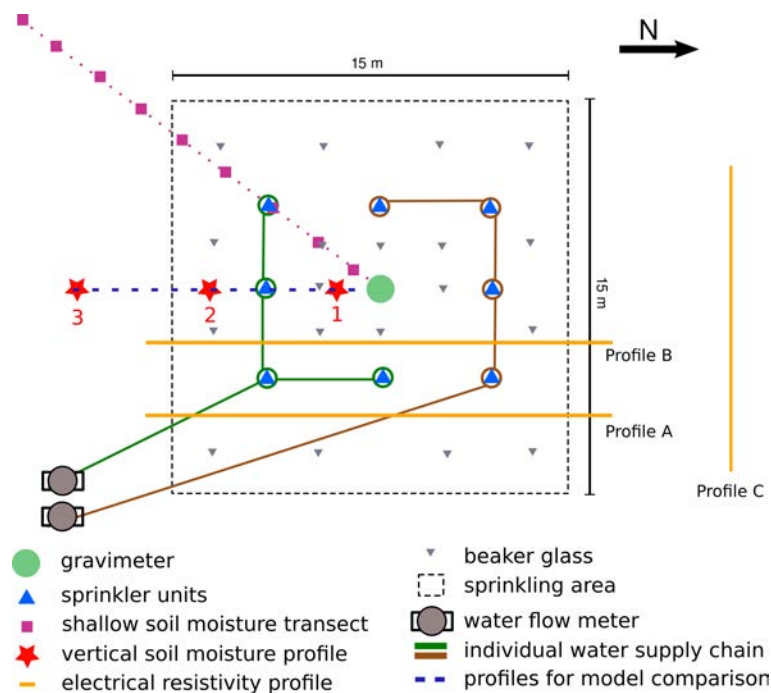 N
15 m
15 m
1
2
3
Profile B
Profile A
Profile C
gravimeter
sprinkler units
shallow soil moisture transect
vertical soil moisture profile
electrical resistivity profile
beaker glass
sprinkling area
water flow meter
individual water supply chain
profiles for model comparison